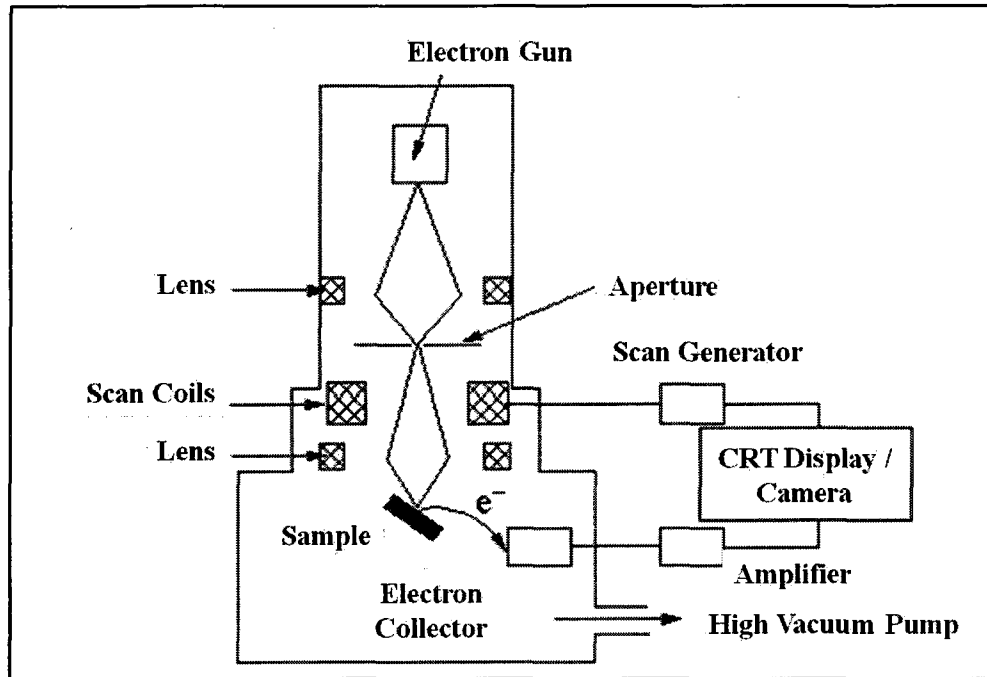 Electron Gun
Lens
Aperture
Scan Generator
Scan Coils
Lens
CRT Display /
Camera
e⁻
Sample
Amplifier
Electron
Collector
High Vacuum Pump